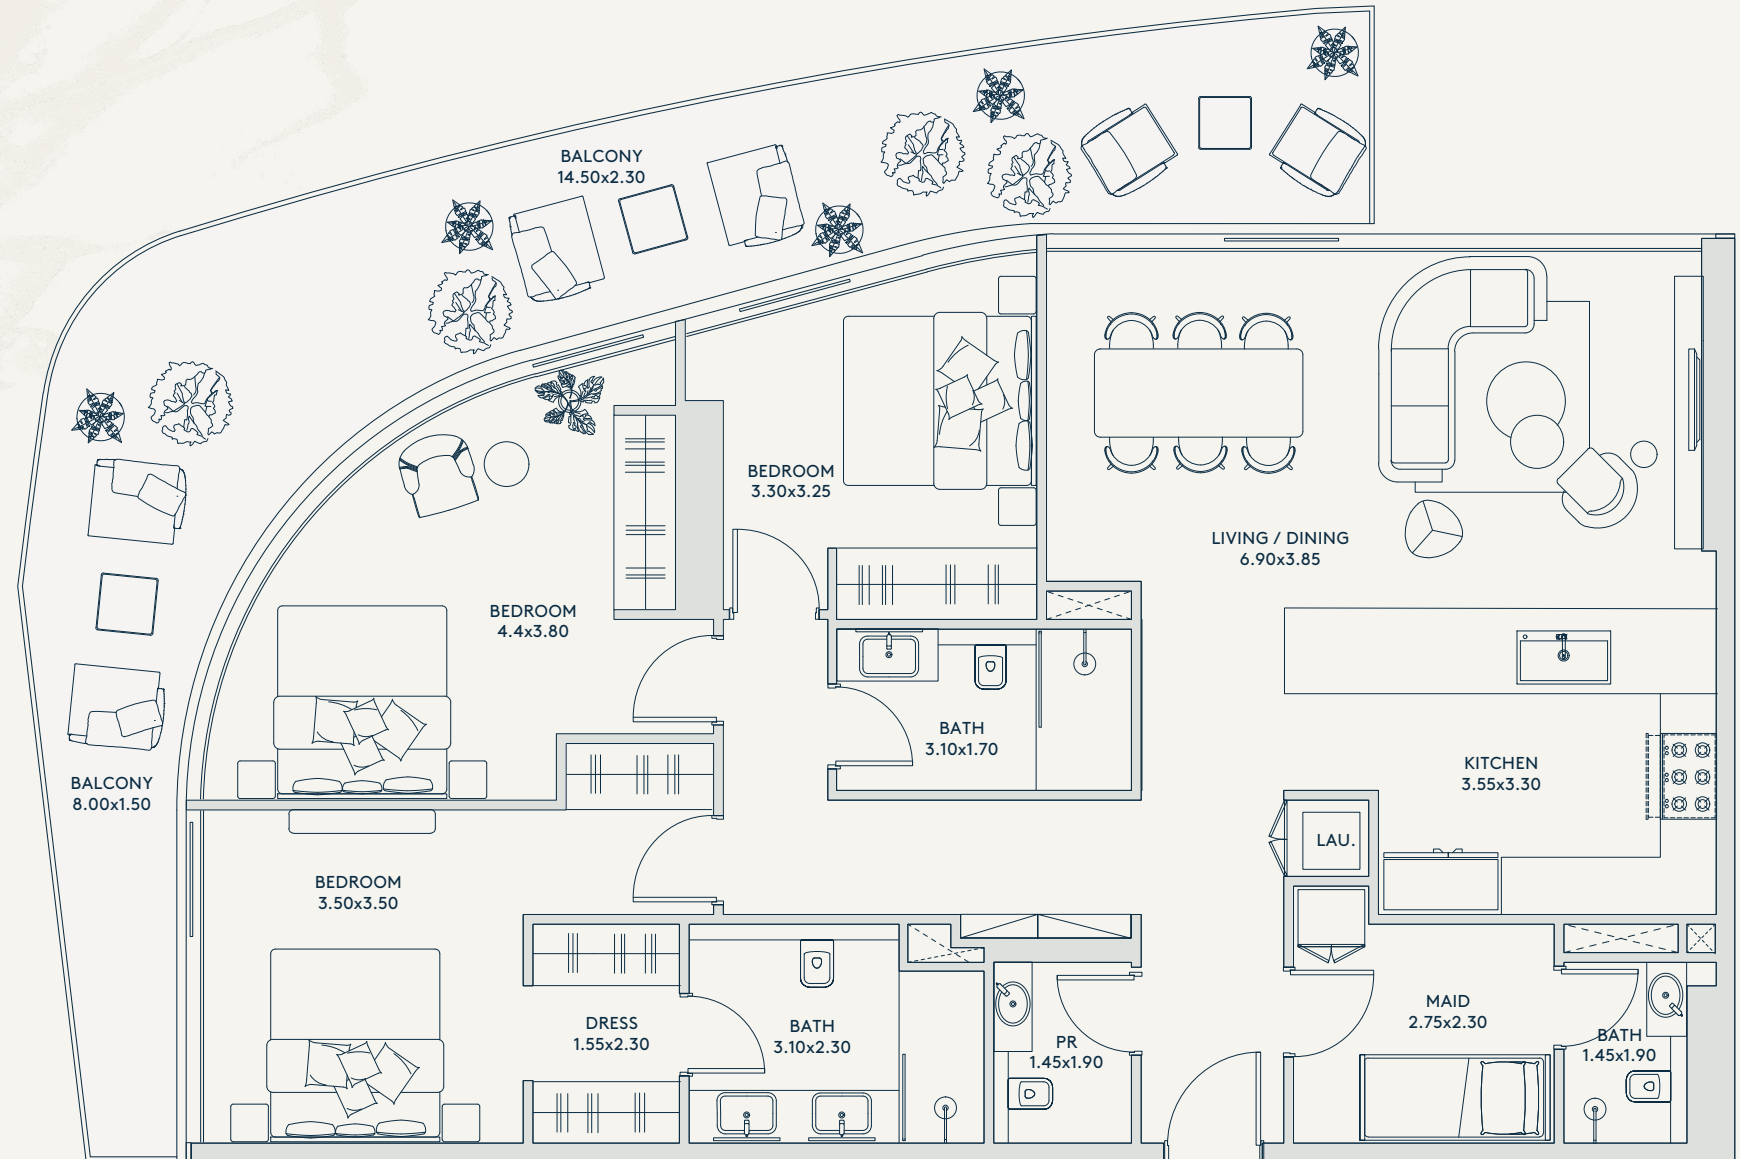 BALCONY
14.50x2.30
BEDROOM
3.30x3.25
LIVING / DINING
6.90x3.85
BEDROOM
4.4x3.80
BATH
3.10x1.70
KITCHEN
3.55x3.30
BALCONY
8.00x1.50
LAU.
BEDROOM
3.50x3.50
DRESS
1.55x2.30
BATH
3.10x2.30
PR
1.45x1.90
MAID
2.75x2.30
BATH
1.45x1.90